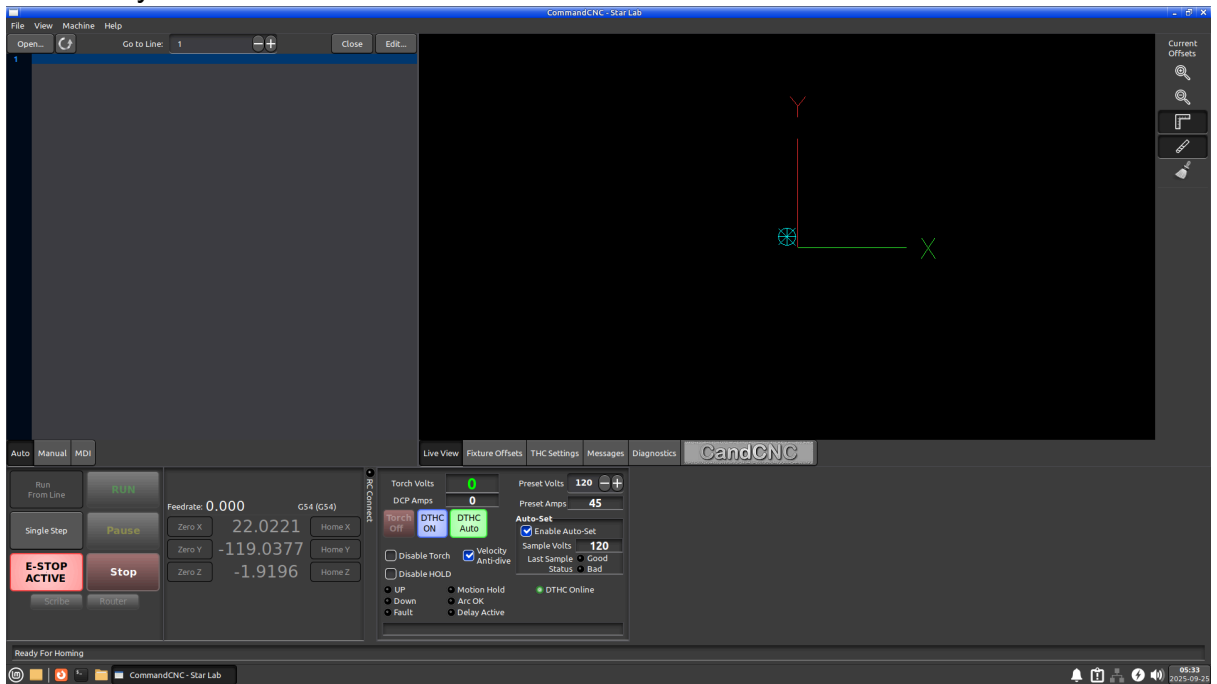 CommandCNC - Star Lab
File View Machine Help
Open... Go to Line: 1 Close Edit...
1
Current
Offsets
Y
X
Auto Manual MDI
Live View Fixture Offsets THC Settings Messages Diagnostics CandCNC
Run
From Line
RUN
Single Step
Pause
E-STOP
ACTIVE
Stop
Scribe Router
Feedrate: 0.000 G54 (G54)
Zero X 22.0221 Home X
Zero Y -119.0377 Home Y
Zero Z -1.9196 Home Z
RC Connect
Torch Volts 0
DCP Amps 0
Torch
Off
DTHC
ON
DTHC
Auto
Disable Torch
Velocity
Anti-dive
Disable HOLD
UP Motion Hold
Down Arc OK
Fault Delay Active
Preset Volts 120
Preset Amps 45
Auto-Set
Enable Auto-Set
Sample Volts 120
Last Sample Good
Status Bad
DTHC Online
Ready For Homing
CommandCNC - Star Lab
05:33
2025-09-25